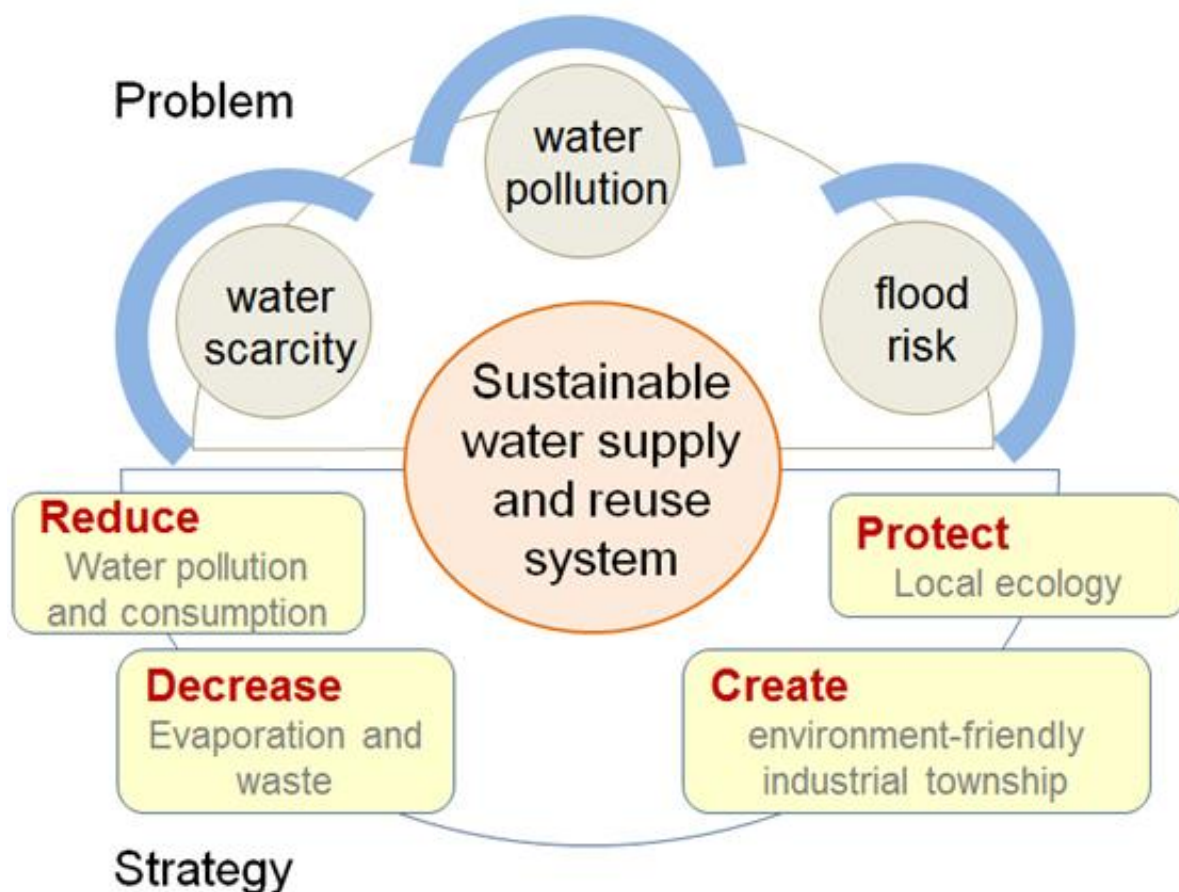 Problem
water
pollution
water
scarcity
flood
risk
Sustainable
water supply
and reuse
system
Reduce
Water pollution
and consumption
Protect
Local ecology
Decrease
Evaporation and
waste
Create
environment-friendly
industrial township
Strategy